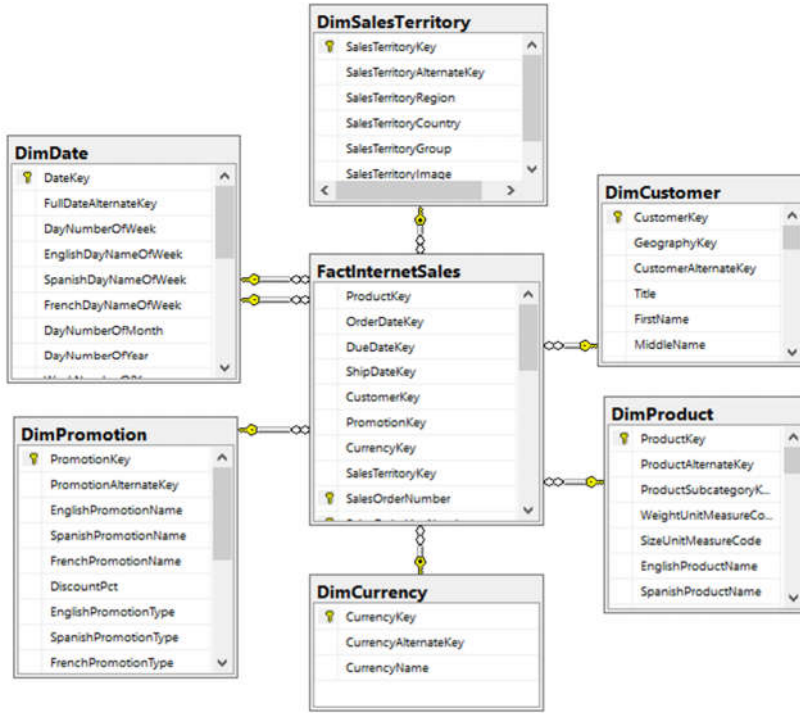 DimSalesTerritory
SalesTerritoryKey
SalesTerritoryAlternateKey
SalesTerritoryRegion
SalesTerritoryCountry
SalesTerritoryGroup
SalesTerritoryImage
DimDate
DateKey
FullDateAlternateKey
DayNumberOfWeek
EnglishDayNameOfWeek
SpanishDayNameOfWeek
FrenchDayNameOfWeek
DayNumberOfMonth
DayNumberOfYear
FactInternetSales
ProductKey
OrderDateKey
DueDateKey
ShipDateKey
CustomerKey
PromotionKey
CurrencyKey
SalesTerritoryKey
SalesOrderNumber
DimCustomer
CustomerKey
GeographyKey
CustomerAlternateKey
Title
FirstName
MiddleName
DimPromotion
PromotionKey
PromotionAlternateKey
EnglishPromotionName
SpanishPromotionName
FrenchPromotionName
DiscountPct
EnglishPromotionType
SpanishPromotionType
FrenchPromotionType
DimProduct
ProductKey
ProductAlternateKey
ProductSubcategoryK...
WeightUnitMeasureCo...
SizeUnitMeasureCode
EnglishProductName
SpanishProductName
DimCurrency
CurrencyKey
CurrencyAlternateKey
CurrencyName